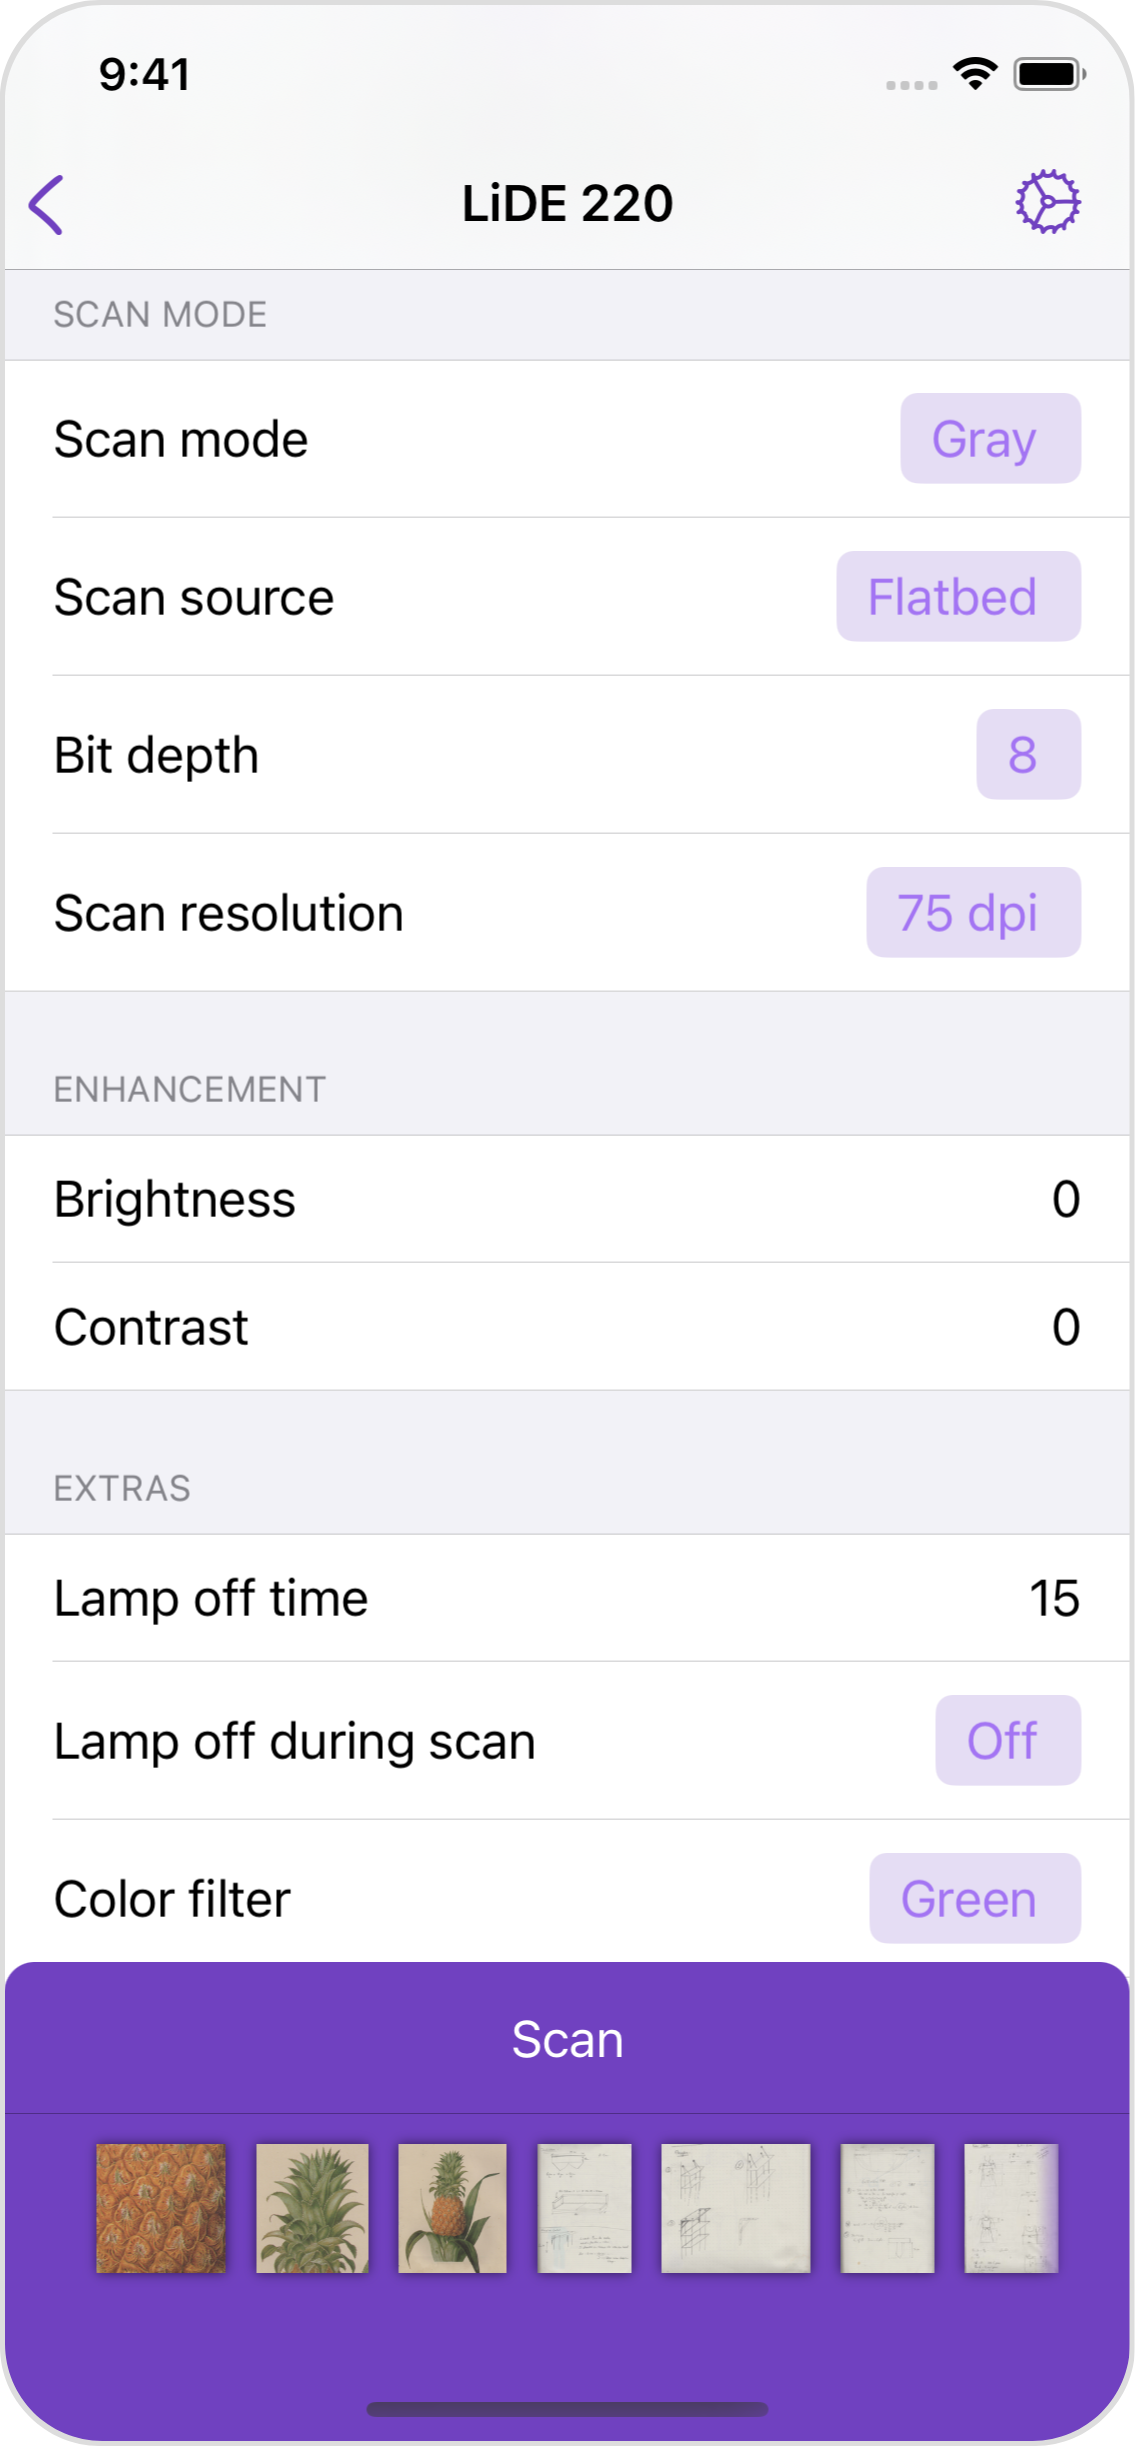 9:41
LiDE 220
SCAN MODE
Scan mode Gray
Scan source Flatbed
Bit depth 8
Scan resolution 75 dpi
ENHANCEMENT
Brightness 0
Contrast 0
EXTRAS
Lamp off time 15
Lamp off during scan Off
Color filter Green
Scan